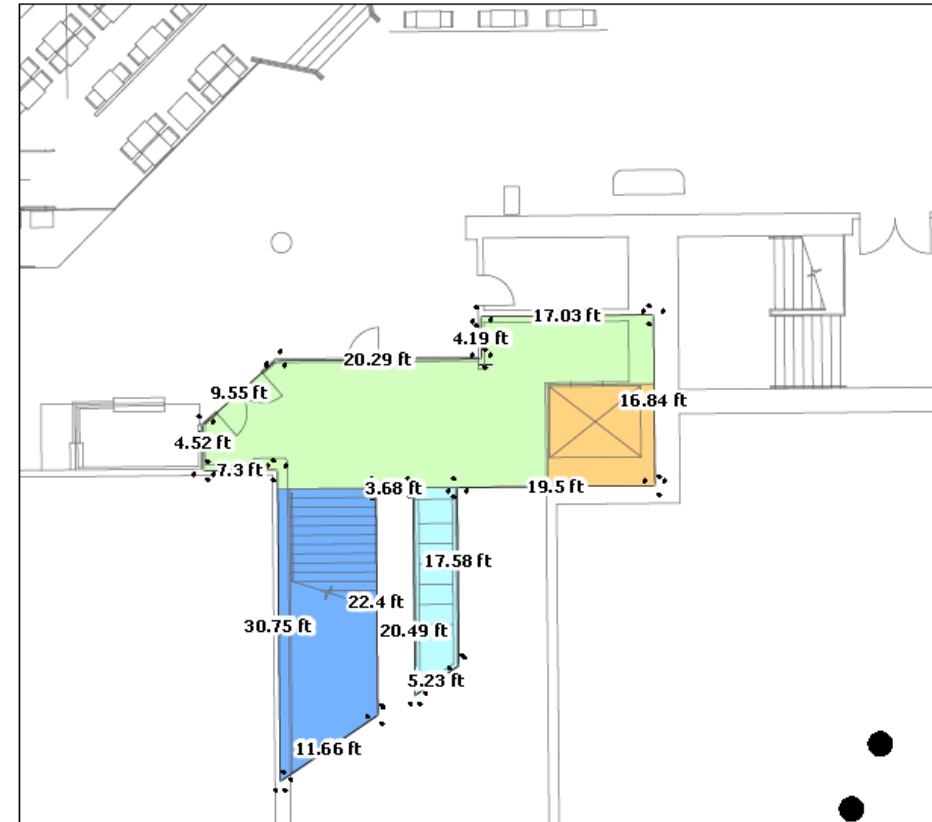 17.03 ft
4.19 ft
20.29 ft
9.55 ft
16.84 ft
4.52 ft
7.3 ft
3.68 ft
19.5 ft
17.58 ft
22.4 ft
30.75 ft
20.49 ft
5.23 ft
11.66 ft